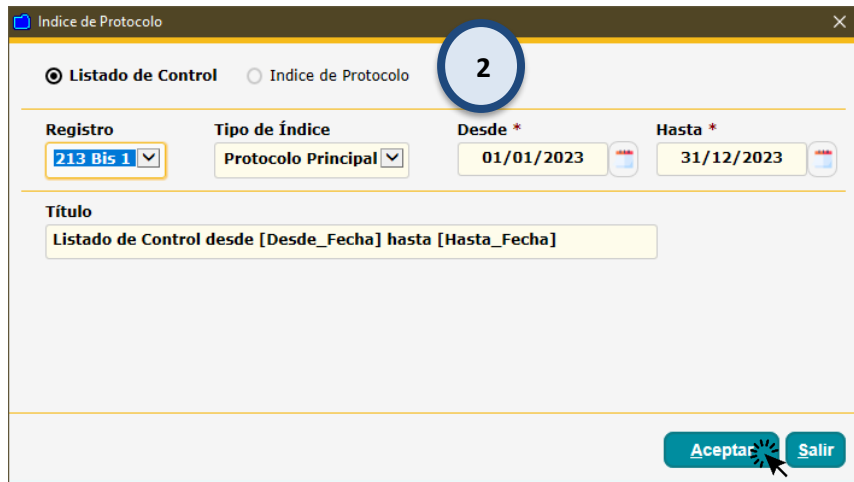 Indice de Protocolo
2
Listado de Control Indice de Protocolo
Registro Tipo de Índice Desde * Hasta *
213 Bis 1 Protocolo Principal 01/01/2023 31/12/2023
Título
Listado de Control desde [Desde_Fecha] hasta [Hasta_Fecha]
Aceptar Salir